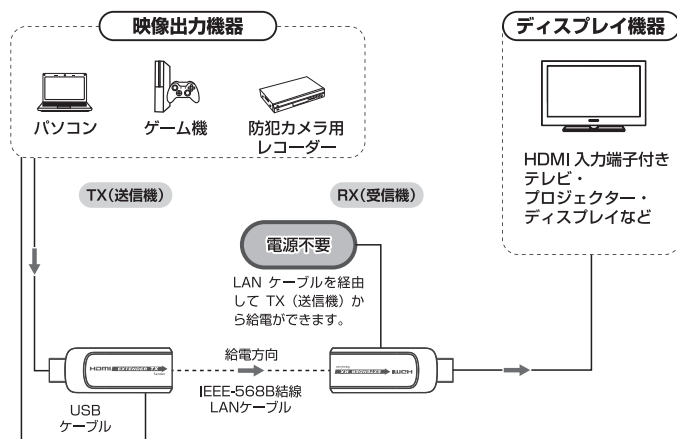 映像出力機器
ディスプレイ機器
パソコン
ゲーム機
防犯カメラ用
レコーダー
HDMI 入力端子付き
テレビ・
プロジェクター・
ディスプレイなど
TX(送信機)
RX(受信機)
電源不要
LAN ケーブルを経由
して TX（送信機）か
ら給電ができます。
給電方向
HDMI EXTENDER TX
HDMI EXTENDER RX
IEEE-568B結線
LANケーブル
USB
ケーブル